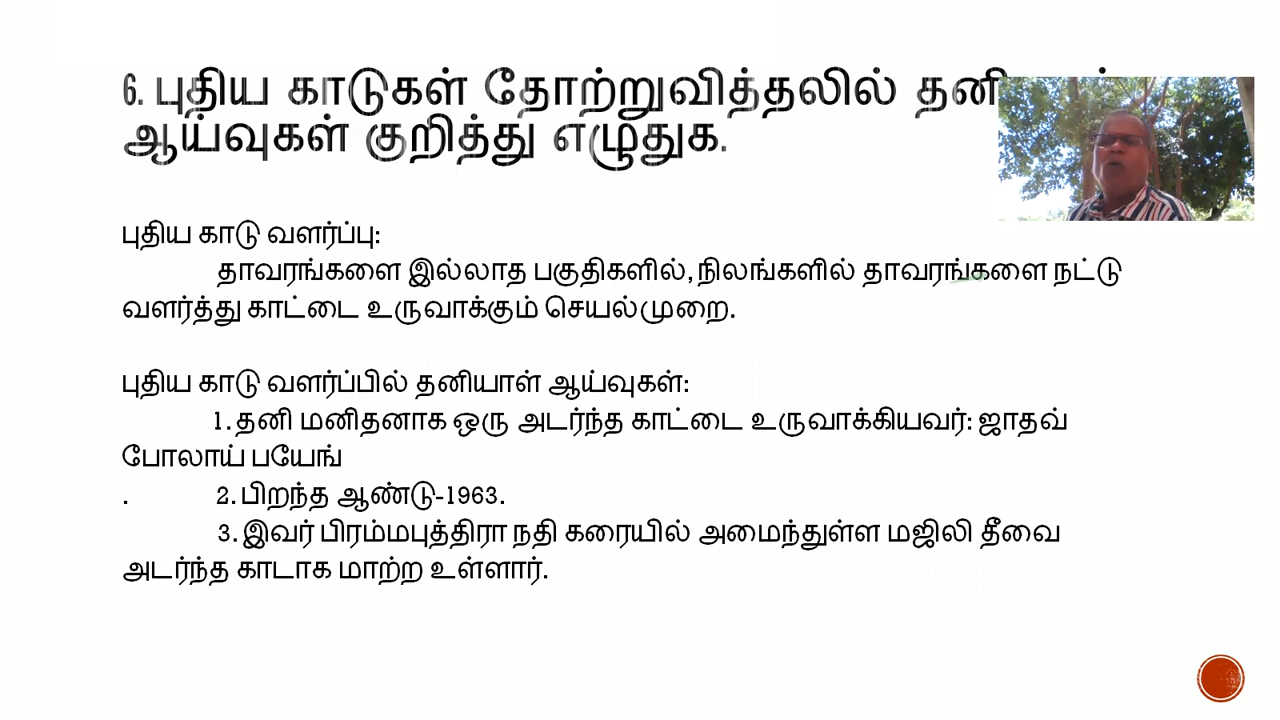 6. புதிய காடுகள் தோற்றுவித்தலில்
ஆய்வுகள் குறித்து எழுதுக.
புதிய காடு வளர்ப்பு:
தாவரங்களை இல்லாத பகுதிகளில், நிலங்களில் தாவரங்களை நட்டு
வளர்த்து காட்டை உருவாக்கும் செயல்முறை.
புதிய காடு வளர்ப்பில் தனியாள் ஆய்வுகள்:
1. தனி மனிதனாக ஒரு அடர்ந்த காட்டை உருவாக்கியவர்: ஜாதவ்
போலாய் பயேங்
. 2. பிறந்த ஆண்டு-1963.
3. இவர் பிரம்மபுத்திரா நதி கரையில் அமைந்துள்ள மஜிலி தீவை
அடர்ந்த காடாக மாற்ற உள்ளார்.